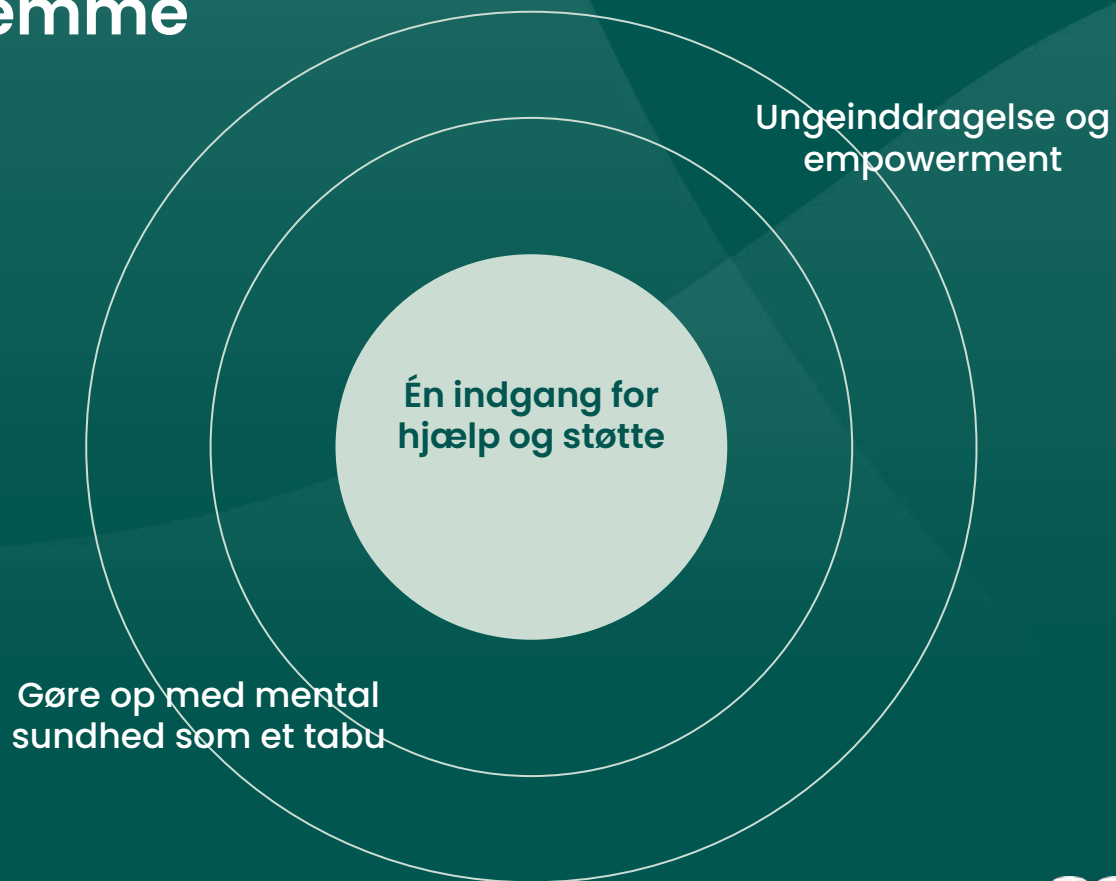 emme
Ungeinddragelse og
empowerment
Én indgang for
hjælp og støtte
Gøre op med mental
sundhed som et tabu